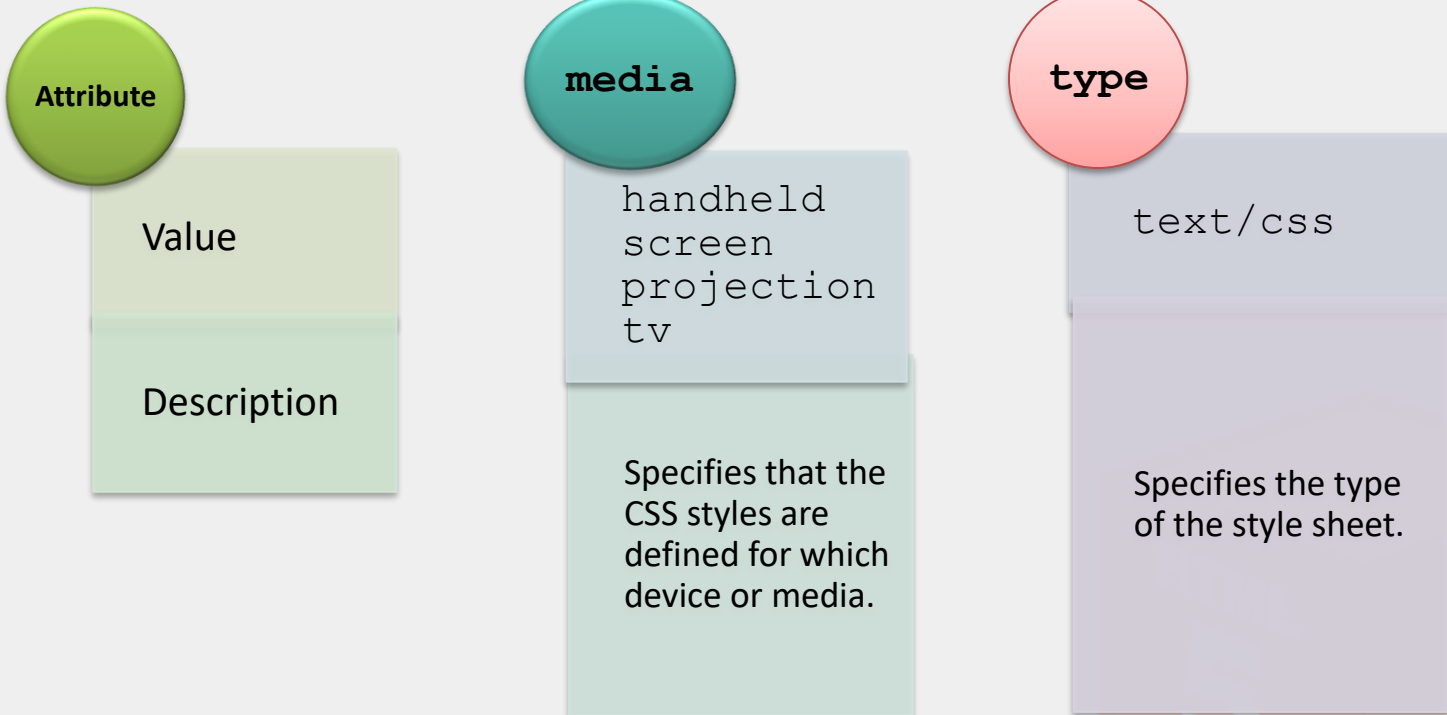 Attribute
Value
Description
media
handheld
screen
projection
tv
Specifies that the
CSS styles are
defined for which
device or media.
type
text/css
Specifies the type
of the style sheet.